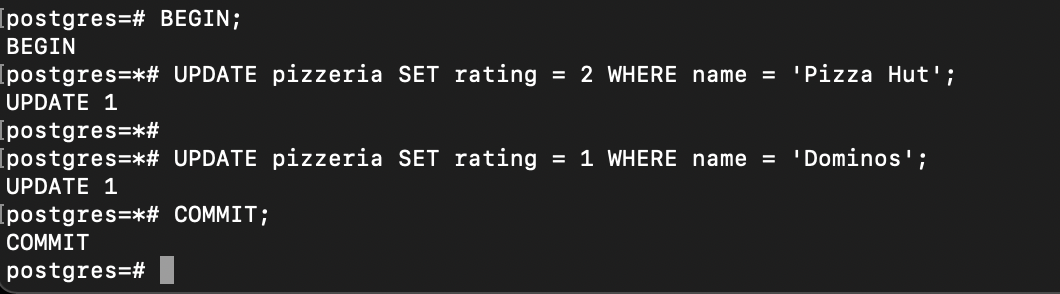 [postgres=# BEGIN;
BEGIN
[postgres=*# UPDATE pizzeria SET rating = 2 WHERE name = 'Pizza Hut';
UPDATE 1
[postgres=*#
[postgres=*# UPDATE pizzeria SET rating = 1 WHERE name = 'Dominos';
UPDATE 1
[postgres=*# COMMIT;
COMMIT
postgres=#